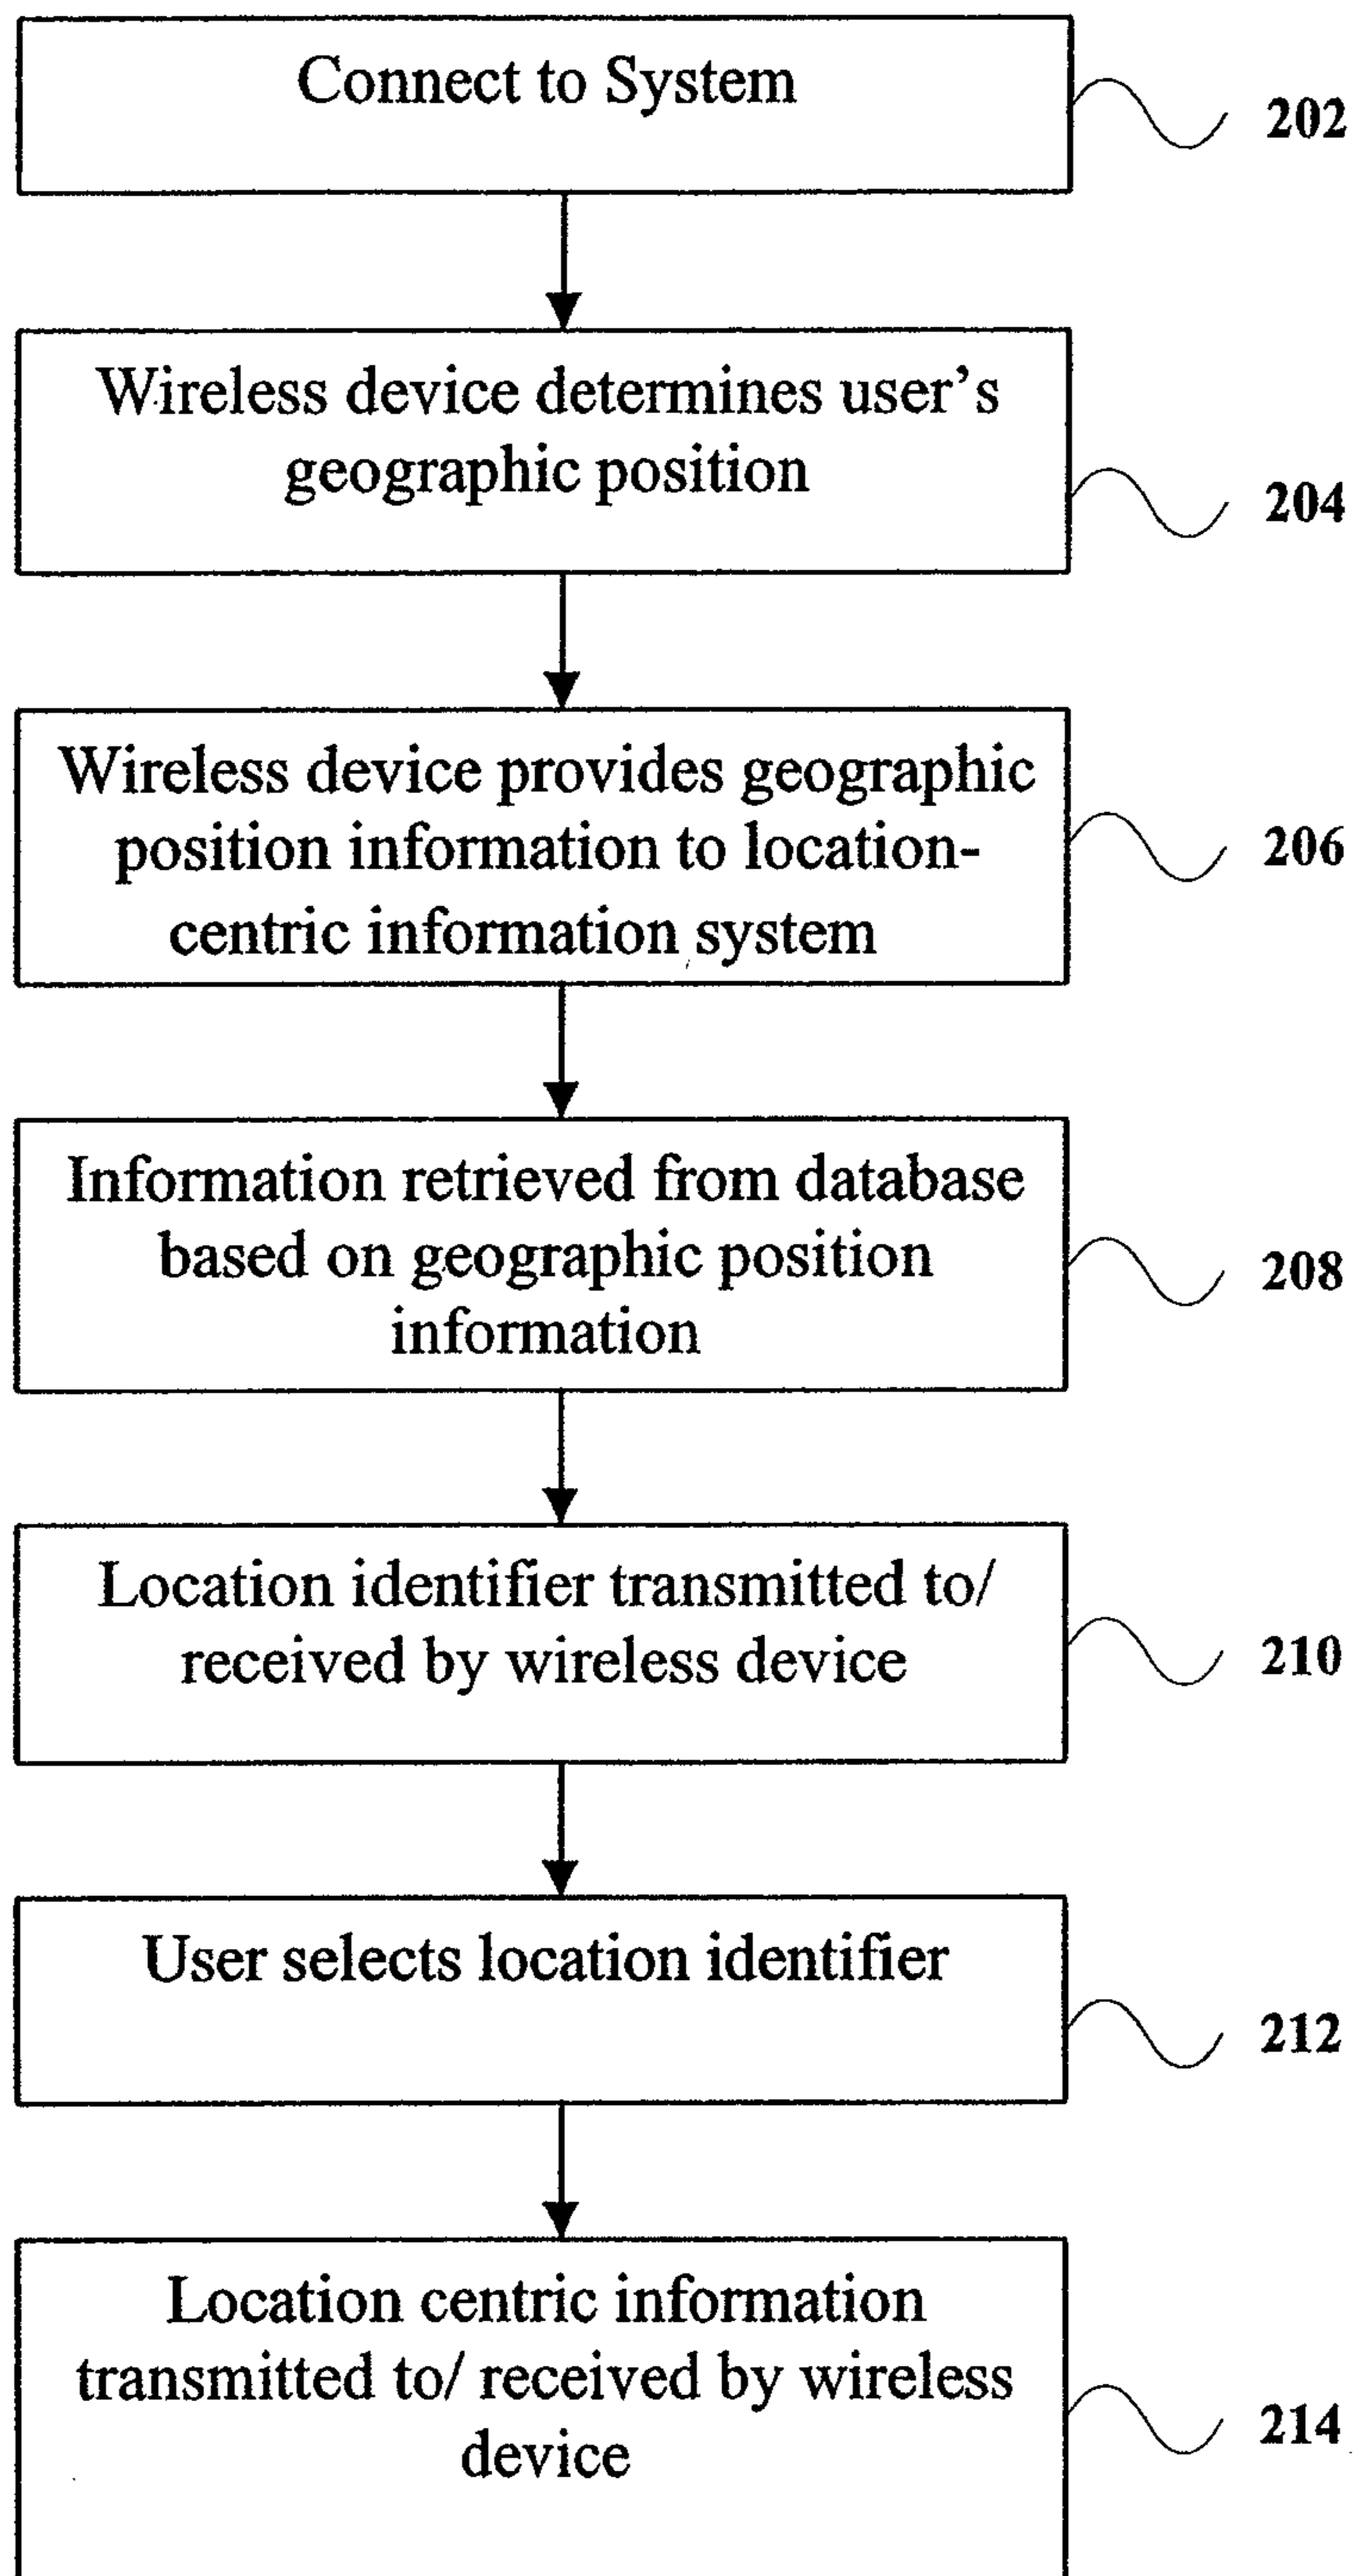 Connect to System
202
Wireless device determines user’s
geographic position
204
Wireless device provides geographic
position information to location-
centric information system
206
Information retrieved from database
based on geographic position
information
208
Location identifier transmitted to/
received by wireless device
210
User selects location identifier
212
Location centric information
transmitted to/ received by wireless
device
214